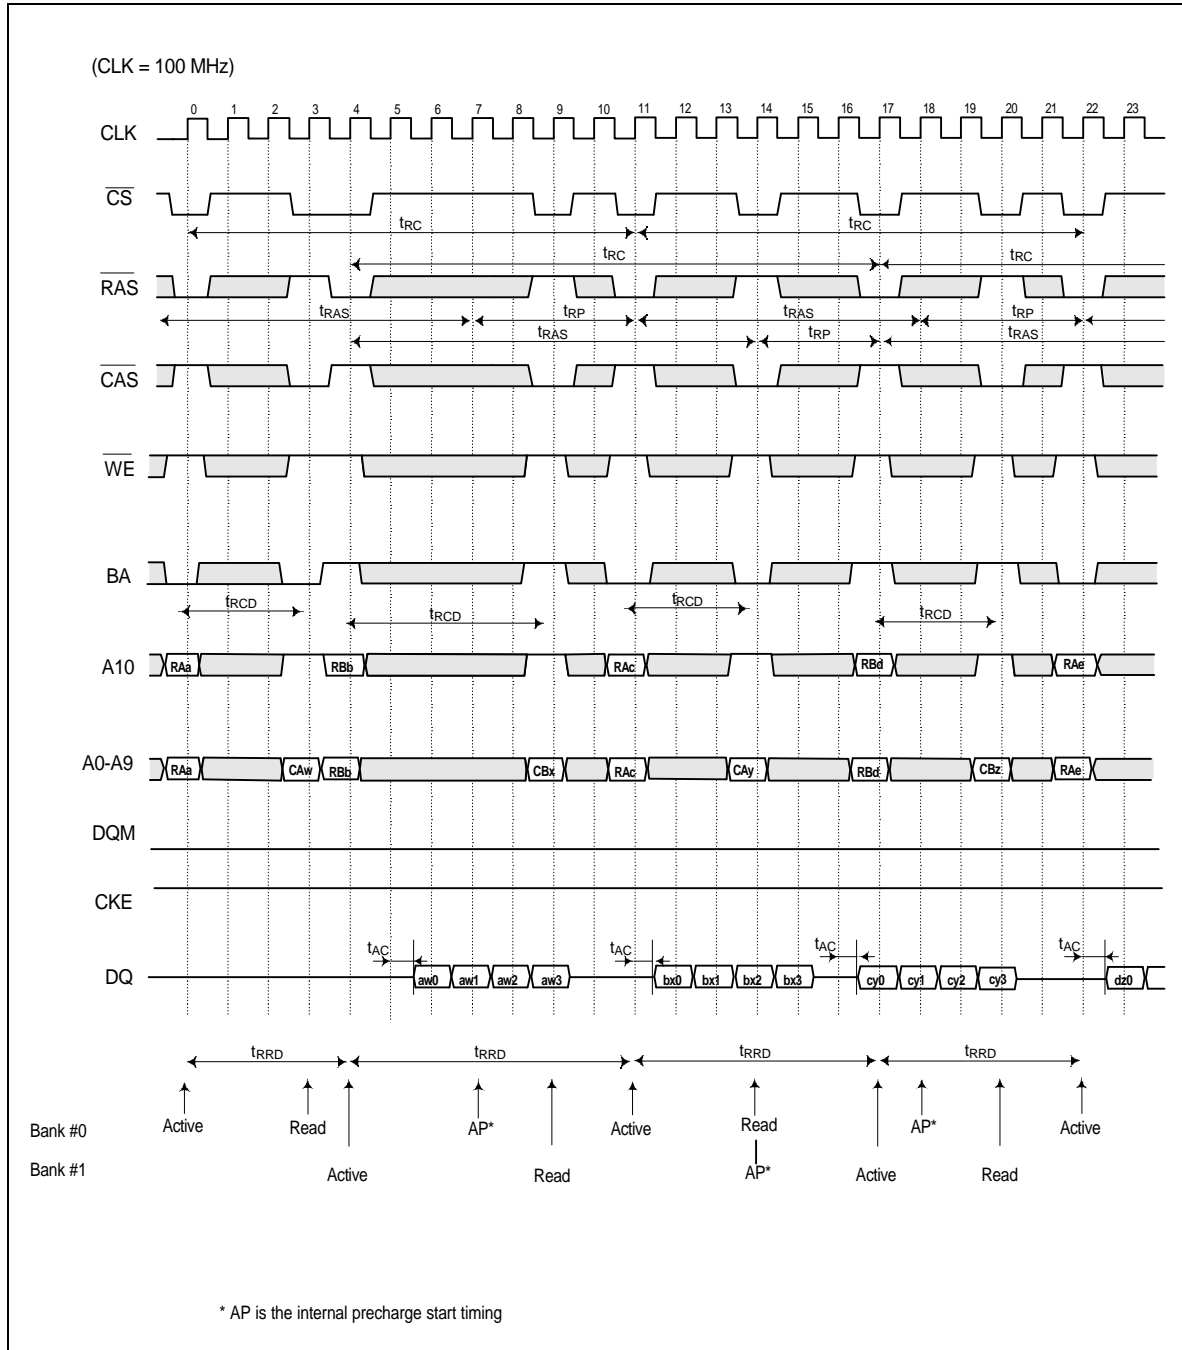 (CLK = 100 MHz)
0 1 2 3 4 5 6 7 8 9 10 11 12 13 14 15 16 17 18 19 20 21 22 23
CLK
CS
tRC tRC
tRC tRC
RAS
tRAS tRP tRAS tRP
tRAS tRP tRAS
CAS
WE
BA
tRCD tRCD tRCD tRCD
A10 RAa RBb RAc RBd RAe
A0-A9 RAa CAw RBb CBx RAc CAy RBd CBz RAe
DQM
CKE
tAC tAC tAC tAC
DQ aw0 aw1 aw2 aw3 bx0 bx1 bx2 bx3 cy0 cy1 cy2 cy3 dz0
tRRD tRRD tRRD tRRD
Bank #0 Active Read AP* Active Read AP* Active
Bank #1 Active Read AP* Active Read
* AP is the internal precharge start timing